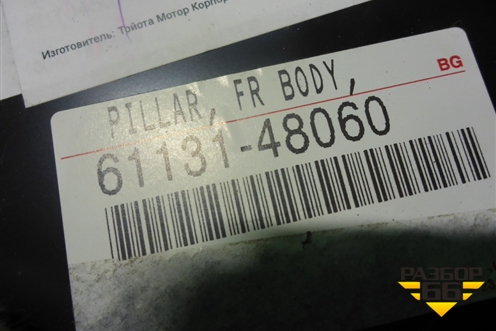 Изготовитель: Тойота Мотор Корпор
BG
PILLAR, FR BODY,
61131-48060
РАЗБОР
66